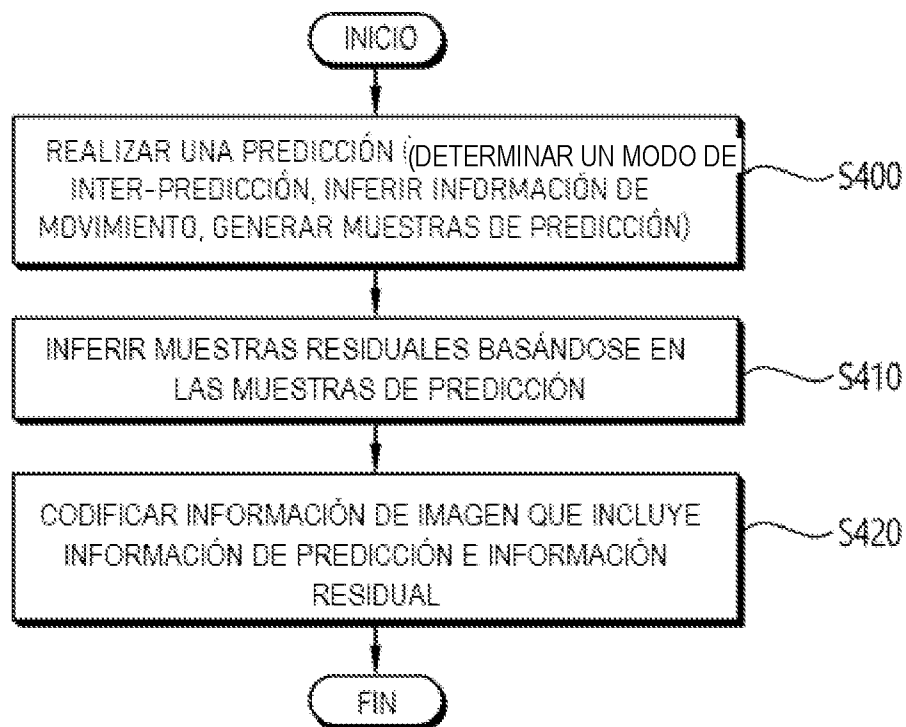 INICIO
REALIZAR UNA PREDICCIÓN ((DETERMINAR UN MODO DE
INTER-PREDICCIÓN, INFERIR INFORMACIÓN DE
MOVIMIENTO, GENERAR MUESTRAS DE PREDICCIÓN)
S400
INFERIR MUESTRAS RESIDUALES BASÁNDOSE EN
LAS MUESTRAS DE PREDICCIÓN
S410
CODIFICAR INFORMACIÓN DE IMAGEN QUE INCLUYE
INFORMACIÓN DE PREDICCIÓN E INFORMACIÓN
RESIDUAL
S420
FIN